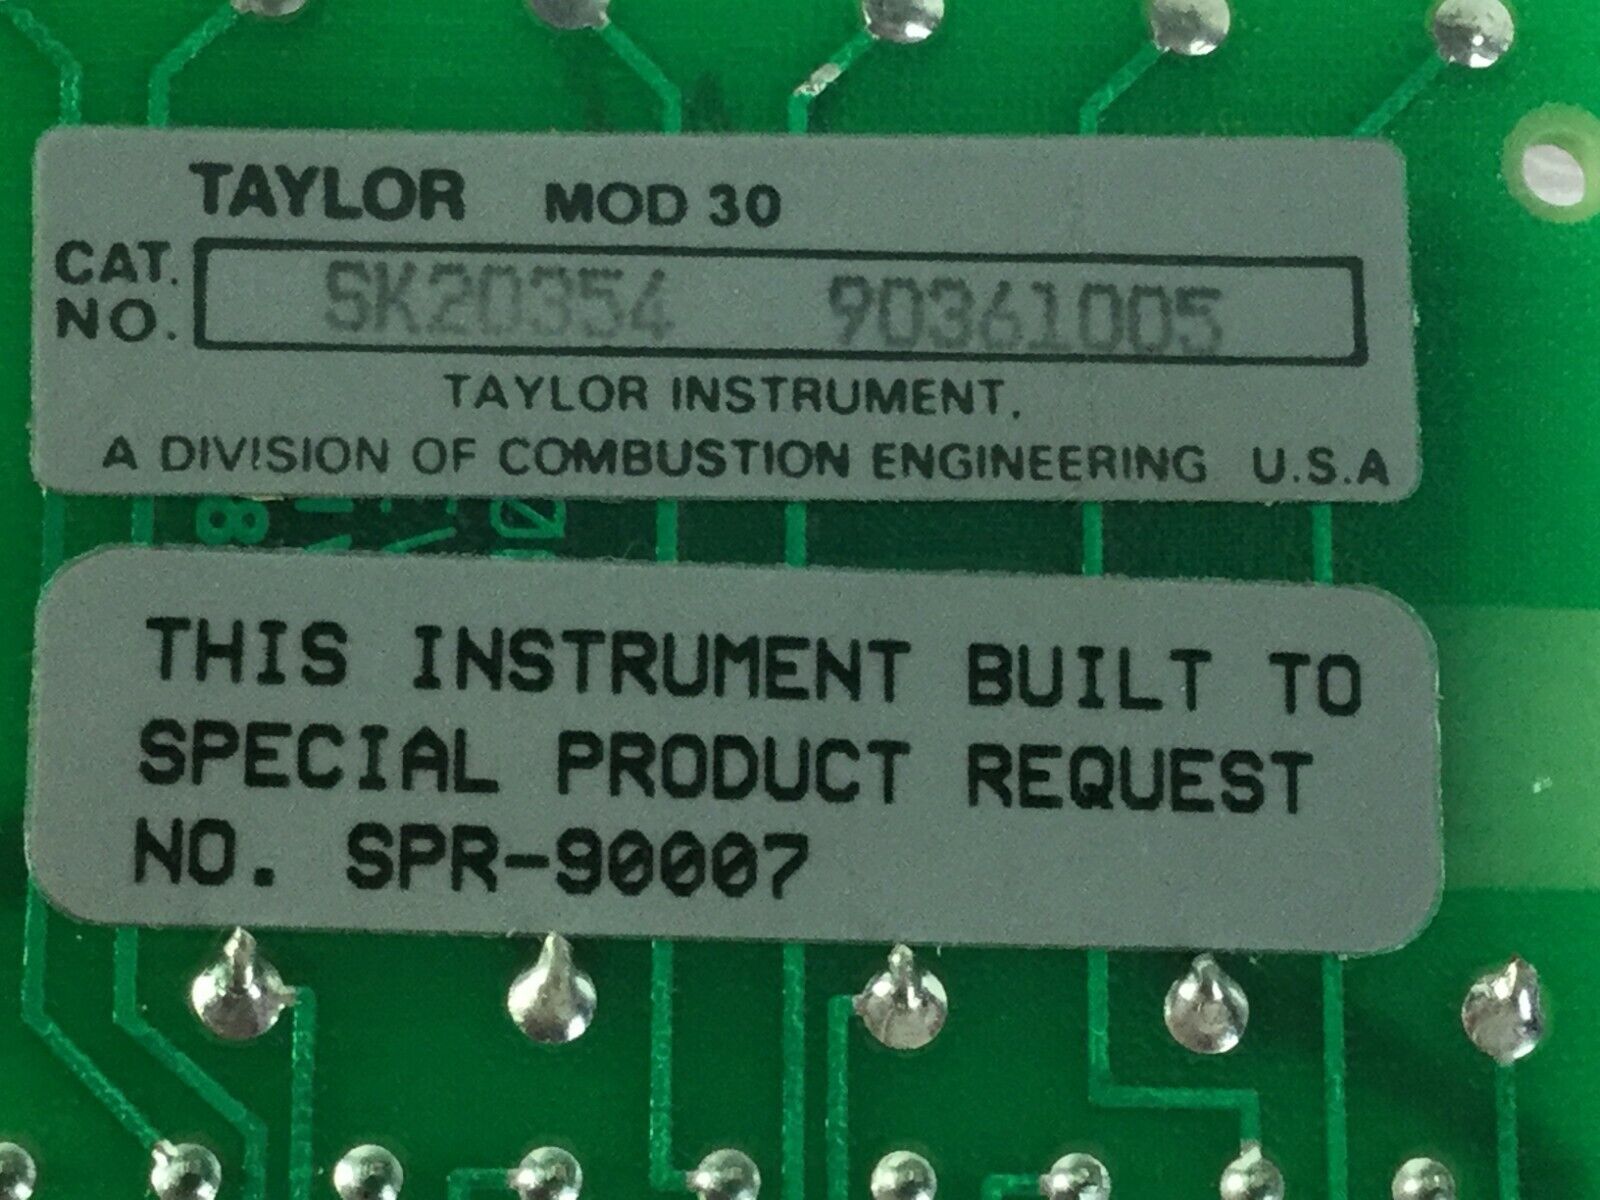 TAYLOR MOD 30
CAT. NO. SK20354 90361005
TAYLOR INSTRUMENT.
A DIVISION OF COMBUSTION ENGINEERING U.S.A
8
THIS INSTRUMENT BUILT TO
SPECIAL PRODUCT REQUEST
NO. SPR-90007